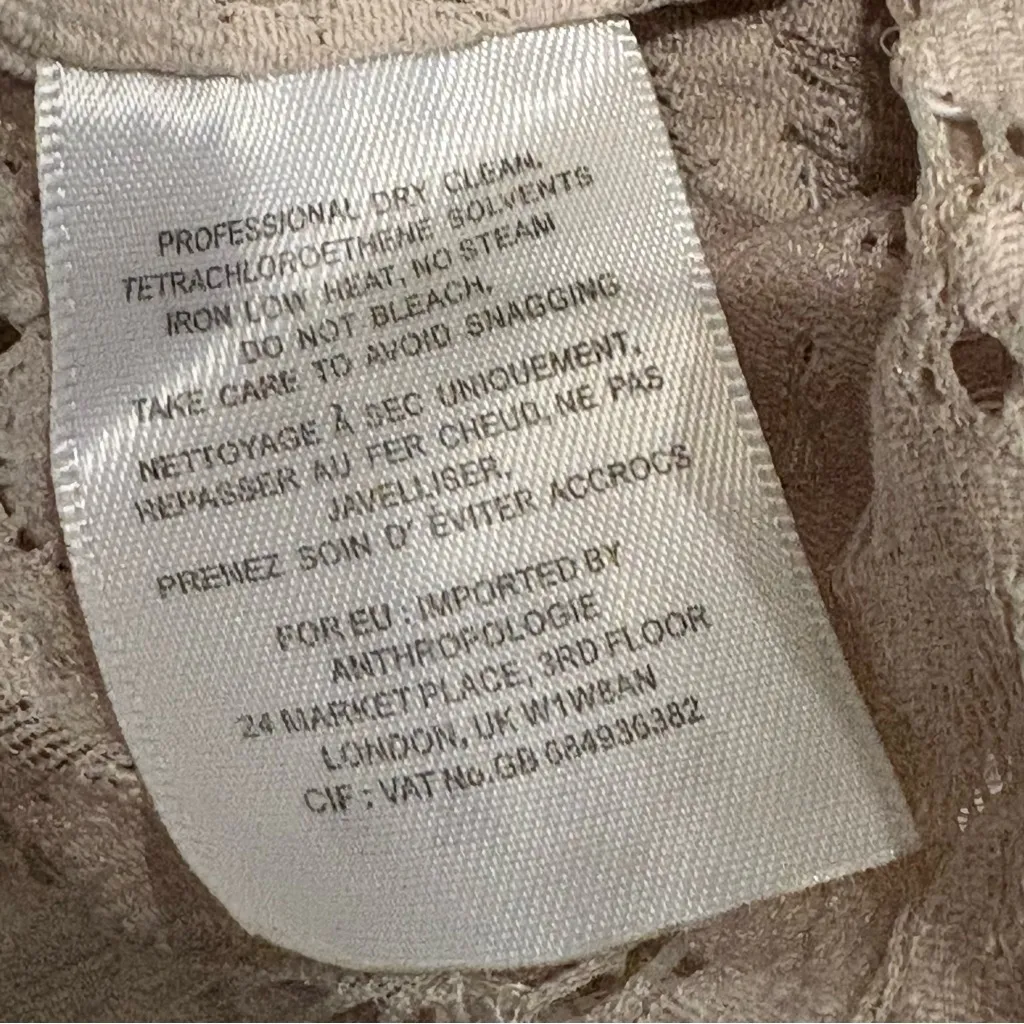 PROFESSIONAL DRY CLEAN,
TETRACHLOROETHENE SOLVENTS
IRON LOW HEAT, NO STEAM
DO NOT BLEACH.
TAKE CARE TO AVOID SNAGGING
NETTOYAGE À SEC UNIQUEMENT,
REPASSER AU FER CHEUD, NE PAS
JAVELLISER,
PRENEZ SOIN D' ÉVITER ACCROCS
FOR EU : IMPORTED BY
ANTHROPOLOGIE
24 MARKET PLACE, 3RD FLOOR
LONDON, UK W1W8AN
CIF : VAT No.GB 684936382